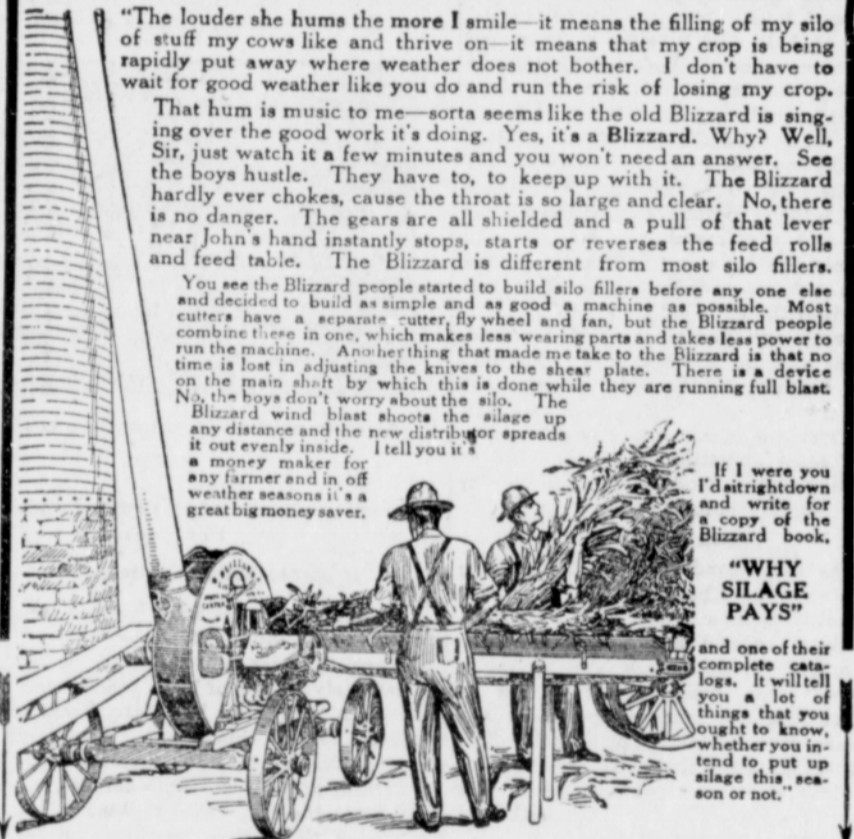 “The louder she hums the more I smile—it means the filling of my silo
of stuff my cows like and thrive on—it means that my crop is being
rapidly put away where weather does not bother. I don't have to
wait for good weather like you do and run the risk of losing my crop.
That hum is music to me—sorta seems like the old Blizzard is sing-
ing over the good work it's doing. Yes, it's a Blizzard. Why? Well,
Sir, just watch it a few minutes and you won't need an answer. See
the boys hustle. They have to, to keep up with it. The Blizzard
hardly ever chokes, cause the throat is so large and clear. No, there
is no danger. The gears are all shielded and a pull of that lever
near John's hand instantly stops, starts or reverses the feed rolls
and feed table. The Blizzard is different from most silo fillers.
You see the Blizzard people started to build silo fillers before any one else
and decided to build as simple and as good a machine as possible. Most
cutters have a separate cutter, fly wheel and fan, but the Blizzard people
combine these in one, which makes less wearing parts and takes less power to
run the machine. Another thing that made me take to the Blizzard is that no
time is lost in adjusting the knives to the shear plate. There is a device
on the main shaft by which this is done while they are running full blast.
No, the boys don't worry about the silo. The
Blizzard wind blast shoots the silage up
any distance and the new distributor spreads
it out evenly inside. I tell you it's
a money maker for
any farmer and in off
weather seasons it's a
great big money saver.
If I were you
I'd sit right down
and write for
a copy of the
Blizzard book,
“WHY
SILAGE
PAYS”
and one of their
complete cata-
logs. It will tell
you a lot of
things that you
ought to know,
whether you in-
tend to put up
silage this sea-
son or not.”